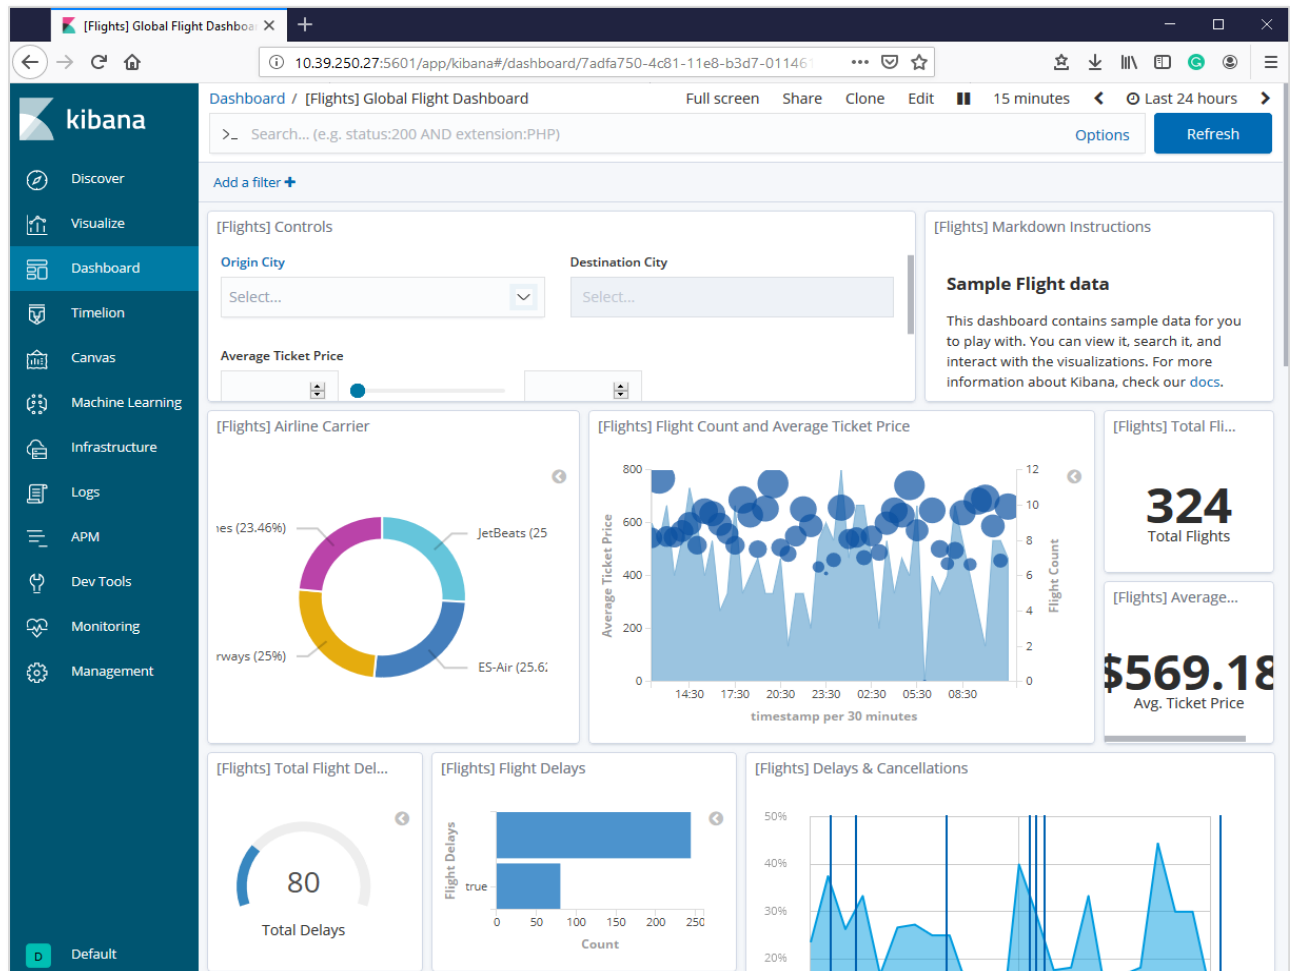 [Flights] Global Flight Dashboa
10.39.250.27:5601/app/kibana#/dashboard/7adfa750-4c81-11e8-b3d7-01146
kibana
Dashboard / [Flights] Global Flight Dashboard
Full screen Share Clone Edit 15 minutes Last 24 hours
>_ Search... (e.g. status:200 AND extension:PHP)
Options
Refresh
Add a filter
Discover
Visualize
Dashboard
Timelion
Canvas
Machine Learning
Infrastructure
Logs
APM
Dev Tools
Monitoring
Management
D Default
[Flights] Controls
Origin City
Select...
Destination City
Select...
Average Ticket Price
[Flights] Markdown Instructions
Sample Flight data
This dashboard contains sample data for you
to play with. You can view it, search it, and
interact with the visualizations. For more
information about Kibana, check our docs.
[Flights] Airline Carrier
nes (23.46%)
JetBeats (25
rways (25%)
ES-Air (25.62
[Flights] Flight Count and Average Ticket Price
800
600
400
200
0
Average Ticket Price
12
10
8
6
4
2
0
Flight Count
14:30 17:30 20:30 23:30 02:30 05:30 08:30
timestamp per 30 minutes
[Flights] Total Fli...
324
Total Flights
[Flights] Average...
$569.18
Avg. Ticket Price
[Flights] Total Flight Del...
80
Total Delays
[Flights] Flight Delays
Flight Delays
true
0 50 100 150 200 250
Count
[Flights] Delays & Cancellations
50%
40%
30%
20%